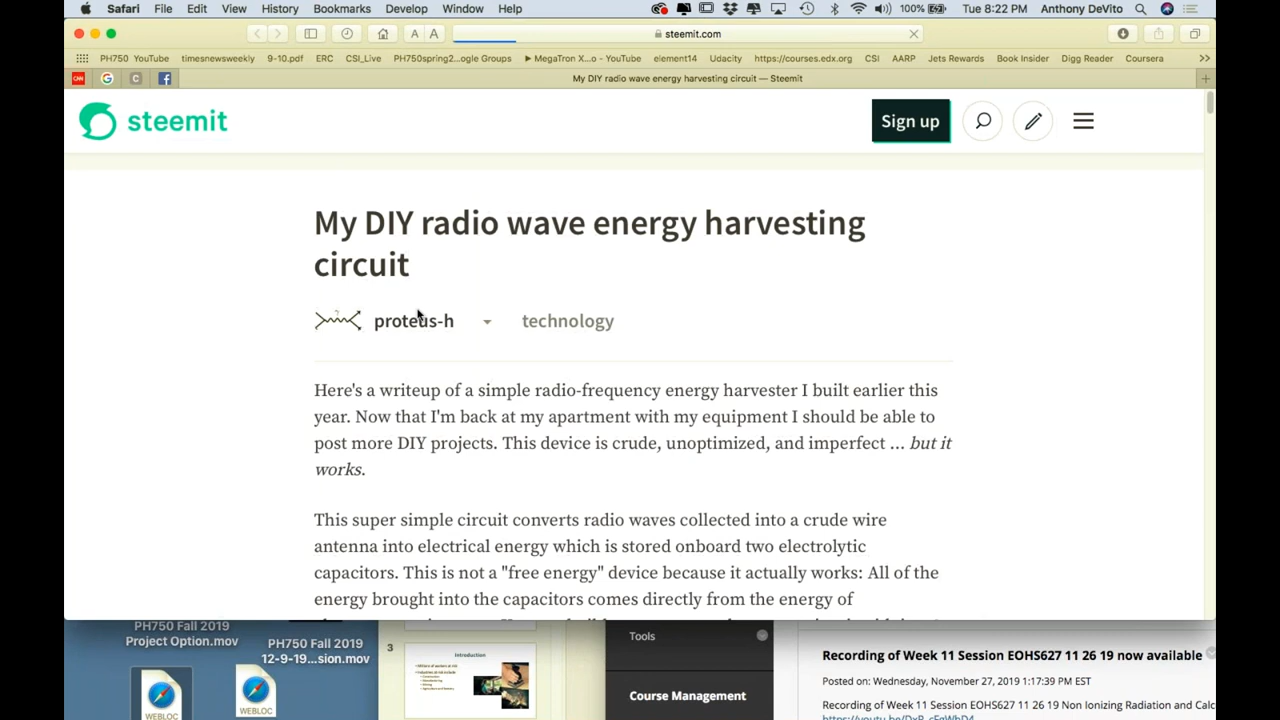 Safari File Edit View History Bookmarks Develop Window Help 100% Tue 8:22 PM Anthony DeVito
A A steemit.com
PH750 YouTube timesnewsweekly 9-10.pdf ERC CSI_Live PH750spring2...ogle Groups ▶ MegaTron X...o - YouTube element14 Udacity https://courses.edx.org CSI AARP Jets Rewards Book Insider Digg Reader Coursera >>
CNN G C f My DIY radio wave energy harvesting circuit — Steemit +
steemit Sign up
My DIY radio wave energy harvesting
circuit
proteus-h technology
Here's a writeup of a simple radio-frequency energy harvester I built earlier this
year. Now that I'm back at my apartment with my equipment I should be able to
post more DIY projects. This device is crude, unoptimized, and imperfect ... but it
works.
This super simple circuit converts radio waves collected into a crude wire
antenna into electrical energy which is stored onboard two electrolytic
capacitors. This is not a "free energy" device because it actually works: All of the
energy brought into the capacitors comes directly from the energy of
PH750 Fall 2019
Project Option.mov
PH750 Fall 2019
12-9-19...sion.mov
WEBLOC
WEBLOC
3
Introduction
Tools
Course Management
Recording of Week 11 Session EOHS627 11 26 19 now available
Posted on: Wednesday, November 27, 2019 1:17:39 PM EST
Recording of Week 11 Session EOHS627 11 26 19 Non Ionizing Radiation and Calc